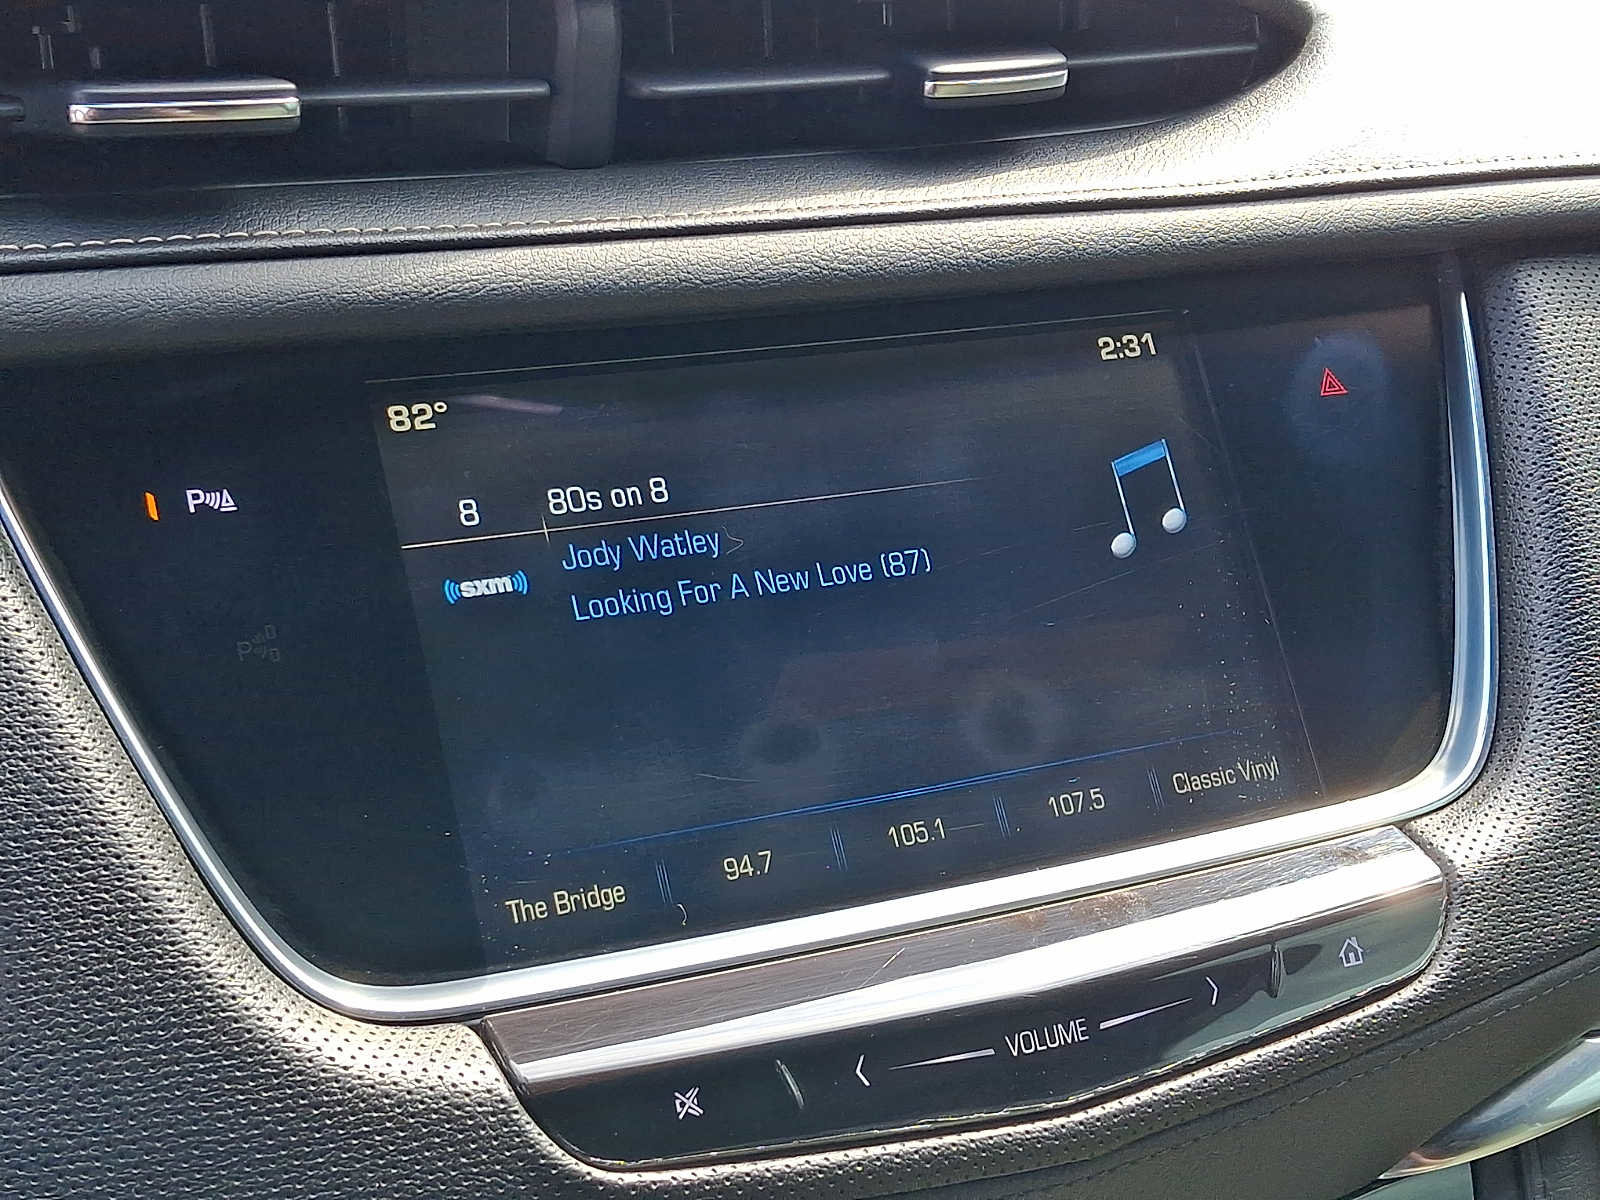 2:31
82°
8 80s on 8
Jody Watley
sxm
Looking For A New Love (87)
P
P
The Bridge 94.7 105.1 107.5 Classic Vinyl
VOLUME